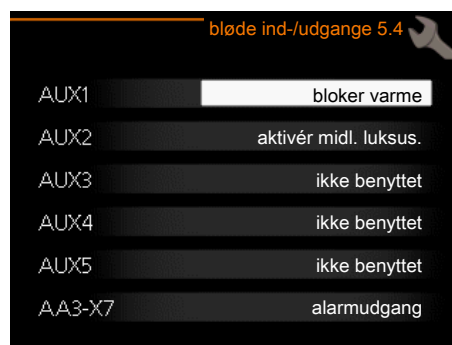 bløde ind-/udgange 5.4
AUX1 bloker varme
AUX2 aktivér midl. luksus.
AUX3 ikke benyttet
AUX4 ikke benyttet
AUX5 ikke benyttet
AA3-X7 alarmudgang